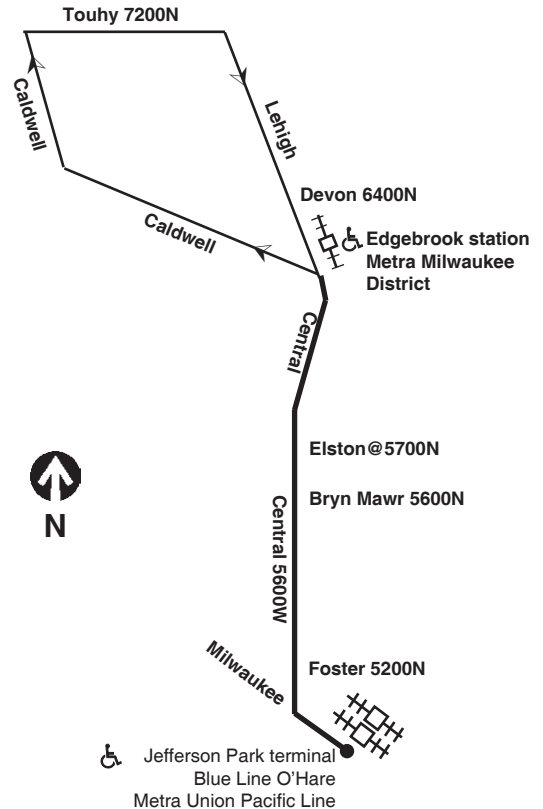 Touhy 7200N
Caldwell
Lehigh
Devon 6400N
Caldwell
Edgebrook station
Metra Milwaukee
District
Central
Elston@5700N
N
Bryn Mawr 5600N
Central 5600W
Milwaukee
Foster 5200N
Jefferson Park terminal
Blue Line O'Hare
Metra Union Pacific Line